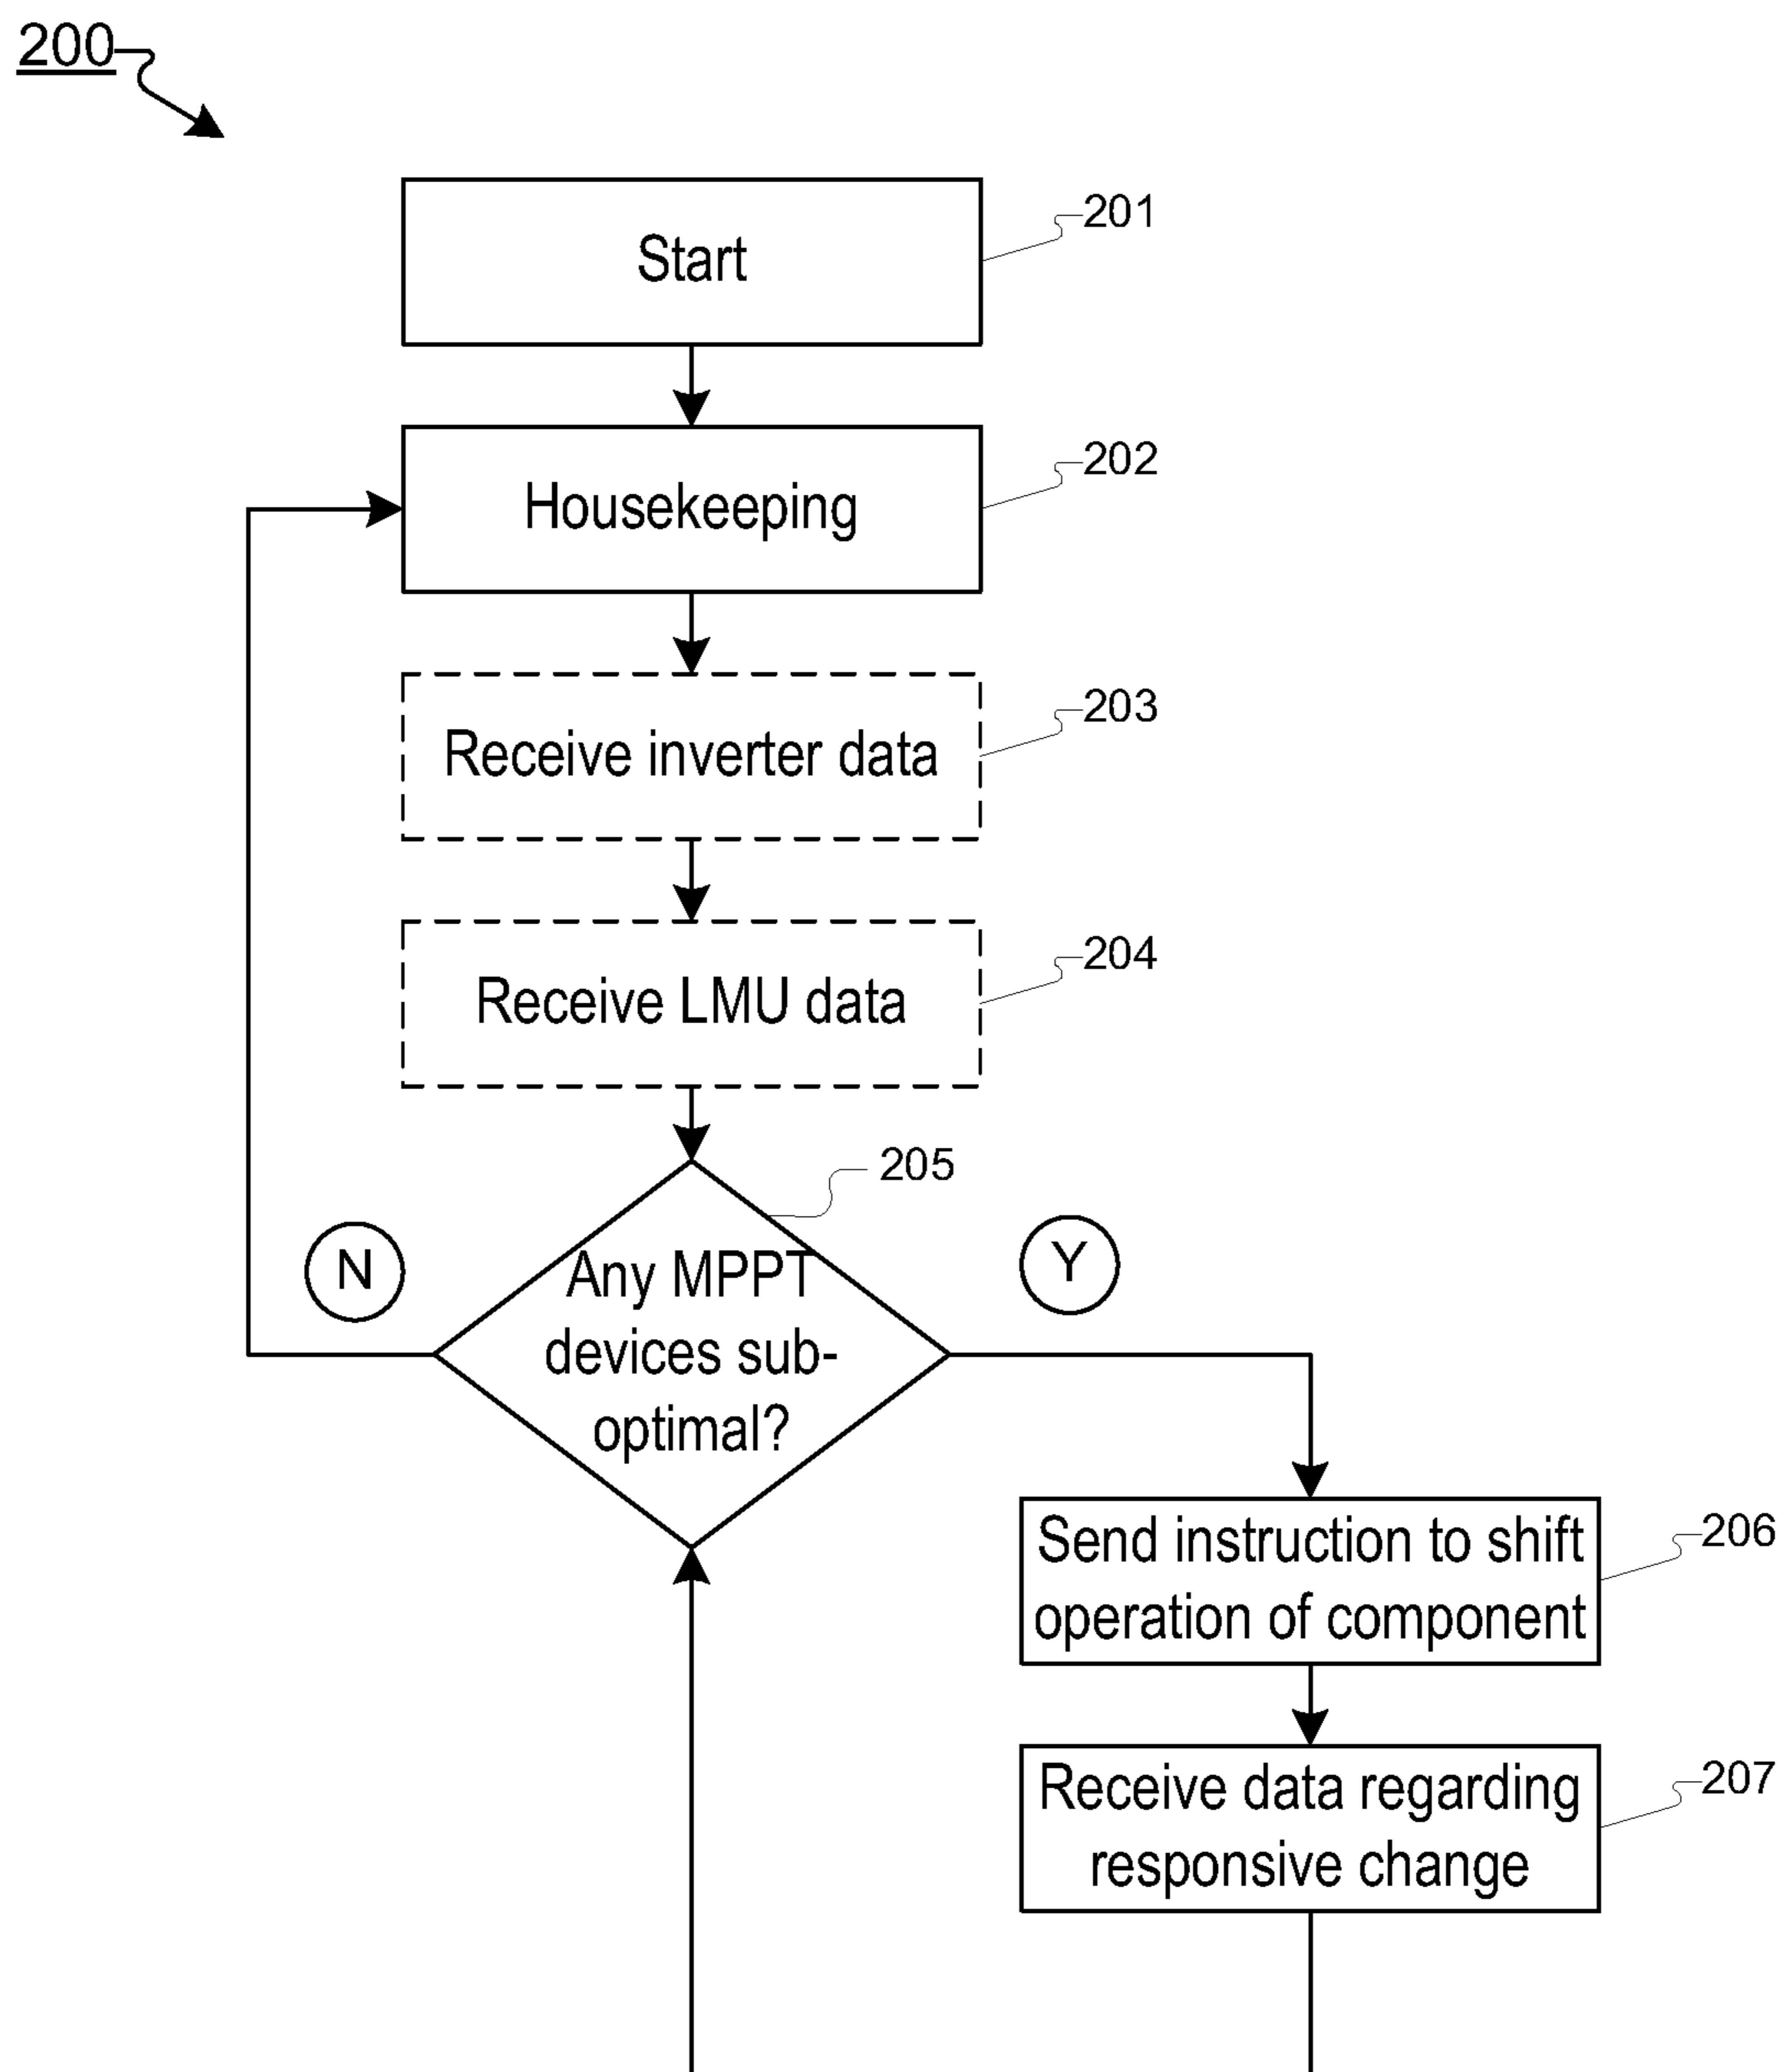 200
Start
201
Housekeeping
202
Receive inverter data
203
Receive LMU data
204
205
N
Y
Any MPPT
devices sub-
optimal?
Send instruction to shift
operation of component
206
Receive data regarding
responsive change
207